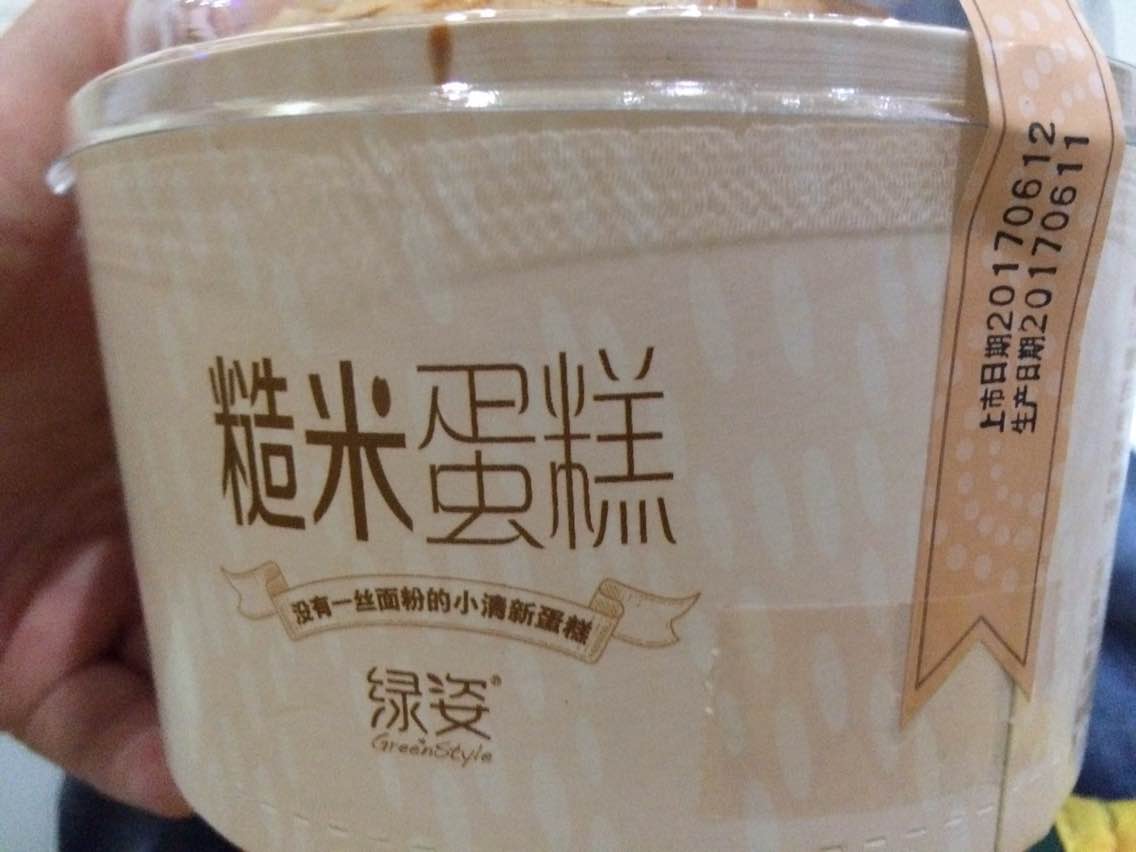 糙米蛋糕
没有一丝面粉的小清新蛋糕
绿姿®
GreenStyle
上市日期20170612
生产日期20170611